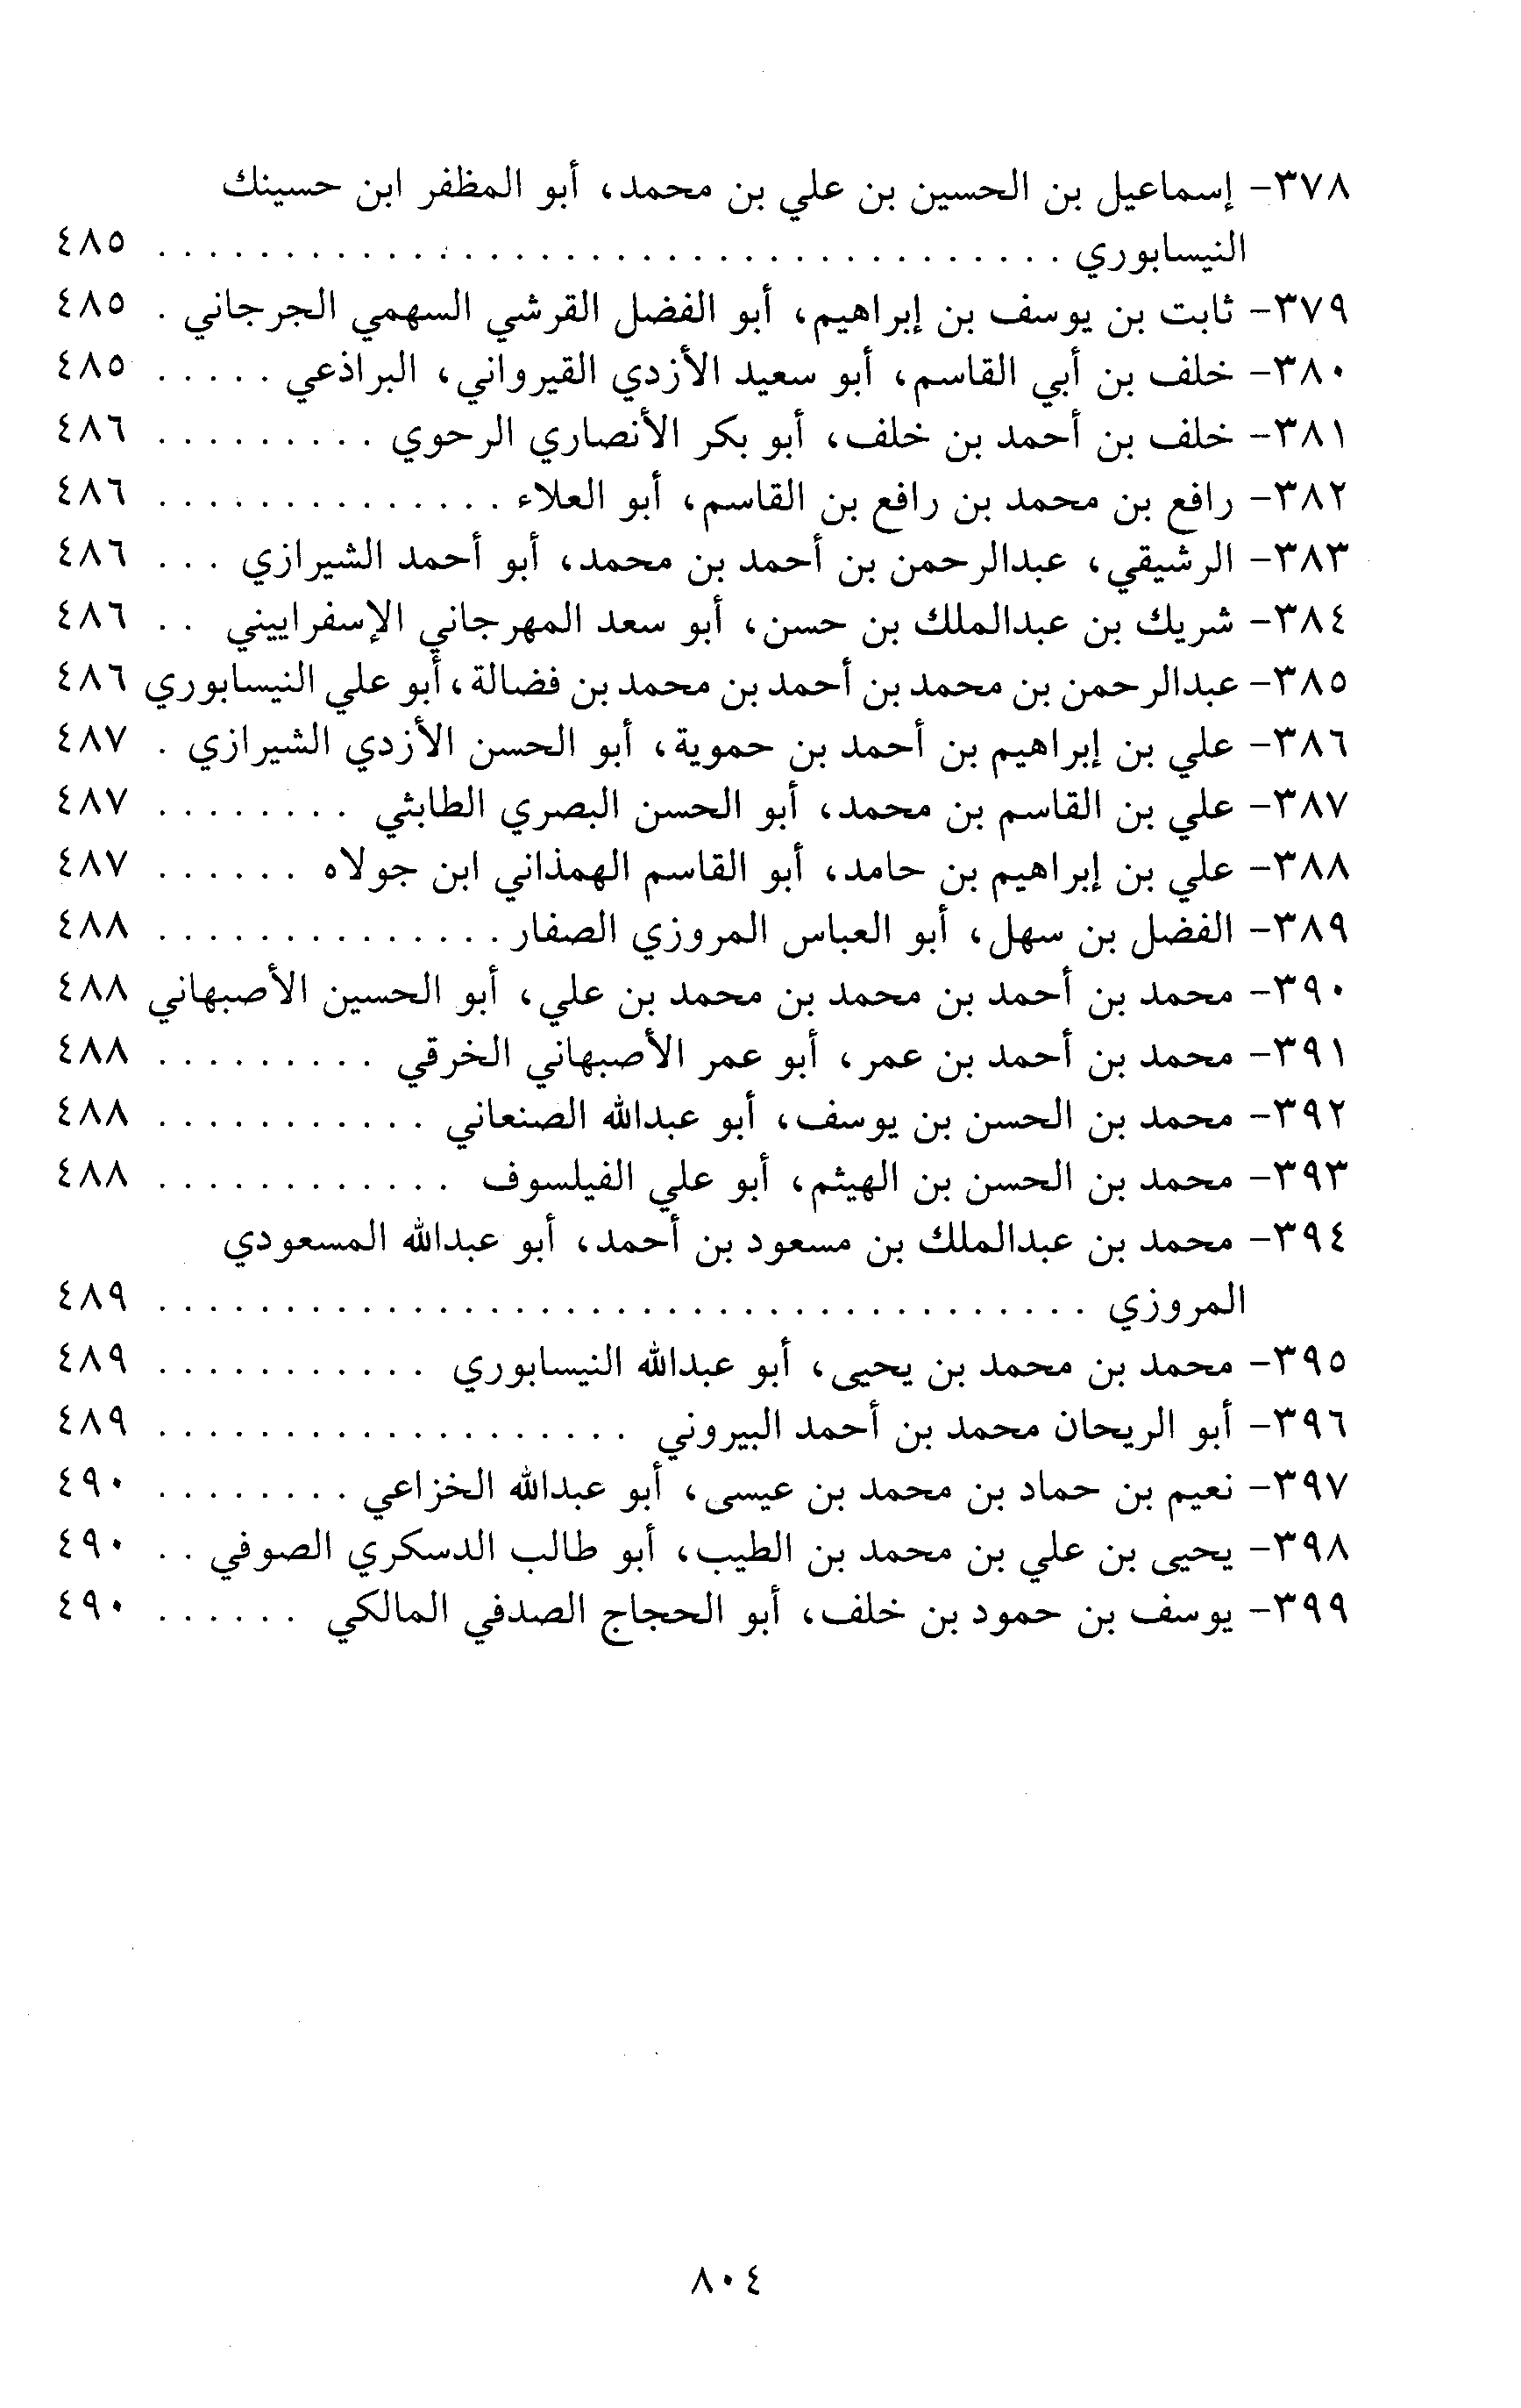 ٣٧٨- إسماعيل بن الحسين بن علي بن محمد، أبو المظفر ابن حسينك
النيسابوري . . . . . . . . . . . . . . . . . . . . . . . . . . . . . . . . . . . . ٤٨٥
٣٧٩- ثابت بن يوسف بن إبراهيم، أبو الفضل القرشي السهمي الجرجاني . ٤٨٥
٣٨٠- خلف بن أبي القاسم، أبو سعيد الأزدي القيرواني، البراذعي . . . . . ٤٨٥
٣٨١- خلف بن أحمد بن خلف، أبو بكر الأنصاري الرحوي . . . . . . . . . ٤٨٦
٣٨٢- رافع بن محمد بن رافع بن القاسم، أبو العلاء . . . . . . . . . . . . . . ٤٨٦
٣٨٣- الرشيقي، عبدالرحمن بن أحمد بن محمد، أبو أحمد الشيرازي . . . ٤٨٦
٣٨٤- شريك بن عبدالملك بن حسن، أبو سعد المهرجاني الإسفراييني . . ٤٨٦
٣٨٥- عبدالرحمن بن محمد بن أحمد بن محمد بن فضالة، أبو علي النيسابوري ٤٨٦
٣٨٦- علي بن إبراهيم بن أحمد بن حموية، أبو الحسن الأزدي الشيرازي . ٤٨٧
٣٨٧- علي بن القاسم بن محمد، أبو الحسن البصري الطابثي . . . . . . . . ٤٨٧
٣٨٨- علي بن إبراهيم بن حامد، أبو القاسم الهمذاني ابن جولاه . . . . . . ٤٨٧
٣٨٩- الفضل بن سهل، أبو العباس المروزي الصفار . . . . . . . . . . . . . . ٤٨٨
٣٩٠- محمد بن أحمد بن محمد بن محمد بن علي، أبو الحسين الأصبهاني ٤٨٨
٣٩١- محمد بن أحمد بن عمر، أبو عمر الأصبهاني الخرقي . . . . . . . . . ٤٨٨
٣٩٢- محمد بن الحسن بن يوسف، أبو عبدالله الصنعاني . . . . . . . . . . . ٤٨٨
٣٩٣- محمد بن الحسن بن الهيثم، أبو علي الفيلسوف . . . . . . . . . . . . ٤٨٨
٣٩٤- محمد بن عبدالملك بن مسعود بن أحمد، أبو عبدالله المسعودي
المروزي . . . . . . . . . . . . . . . . . . . . . . . . . . . . . . . . . . . . . ٤٨٩
٣٩٥- محمد بن محمد بن يحيى، أبو عبدالله النيسابوري . . . . . . . . . . . ٤٨٩
٣٩٦- أبو الريحان محمد بن أحمد البيروني . . . . . . . . . . . . . . . . . . . ٤٨٩
٣٩٧- نعيم بن حماد بن محمد بن عيسى، أبو عبدالله الخزاعي . . . . . . . . ٤٩٠
٣٩٨- يحيى بن علي بن محمد بن الطيب، أبو طالب الدسكري الصوفي . . ٤٩٠
٣٩٩- يوسف بن حمود بن خلف، أبو الحجاج الصدفي المالكي . . . . . . ٤٩٠
٨٠٤